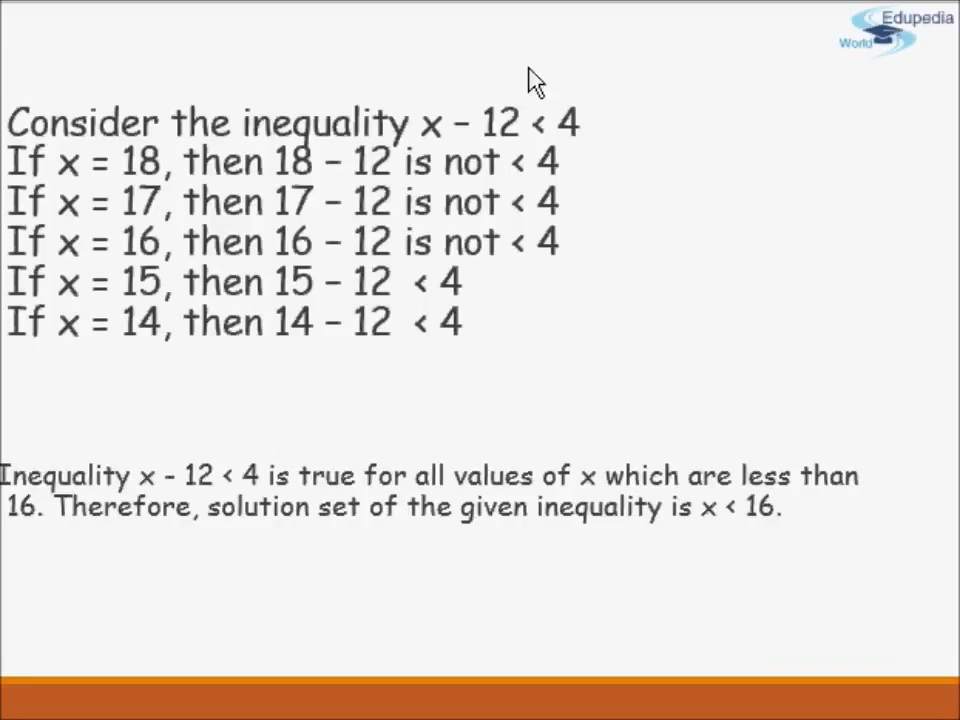 Edupedia
World
Consider the inequality x – 12 < 4
If x = 18, then 18 – 12 is not < 4
If x = 17, then 17 – 12 is not < 4
If x = 16, then 16 – 12 is not < 4
If x = 15, then 15 – 12 < 4
If x = 14, then 14 – 12 < 4
Inequality x - 12 < 4 is true for all values of x which are less than
16. Therefore, solution set of the given inequality is x < 16.